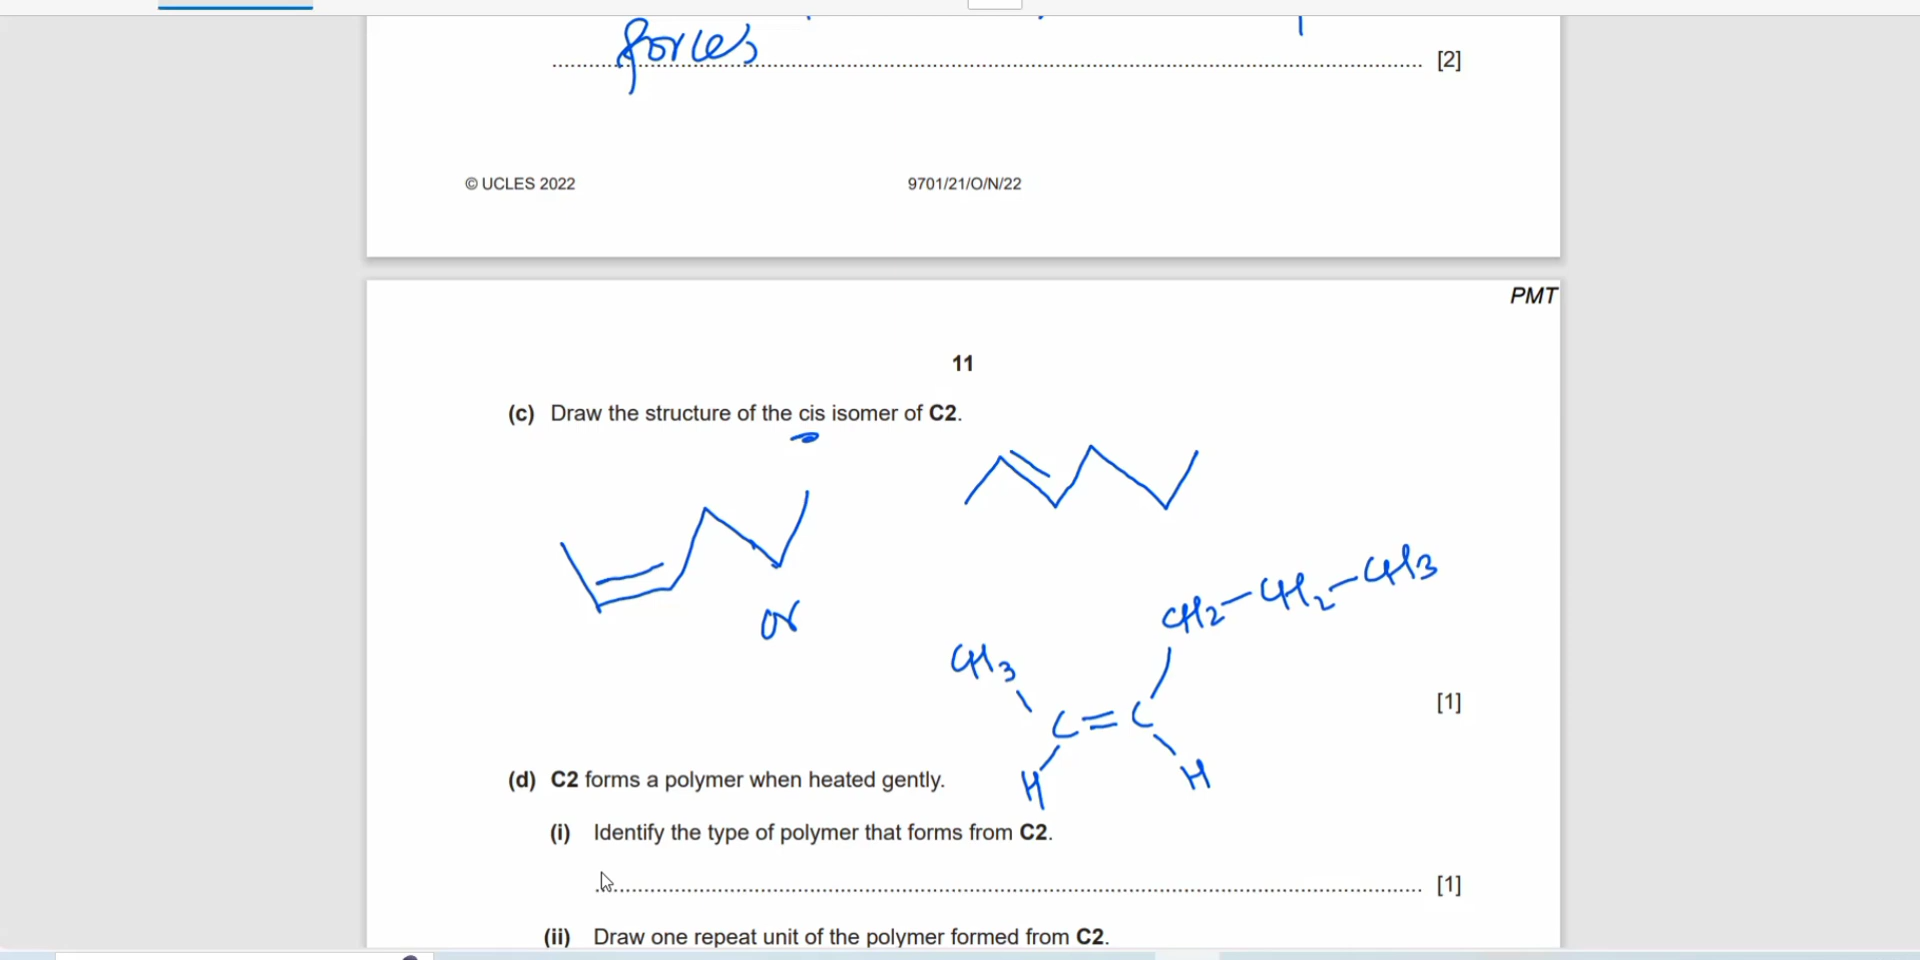 forces
[2]
© UCLES 2022
9701/21/O/N/22
PMT
11
(c) Draw the structure of the cis isomer of C2.
or
CH2-CH2-CH3
CH3
C=C
H
H
[1]
(d) C2 forms a polymer when heated gently.
(i) Identify the type of polymer that forms from C2.
[1]
(ii) Draw one repeat unit of the polymer formed from C2.